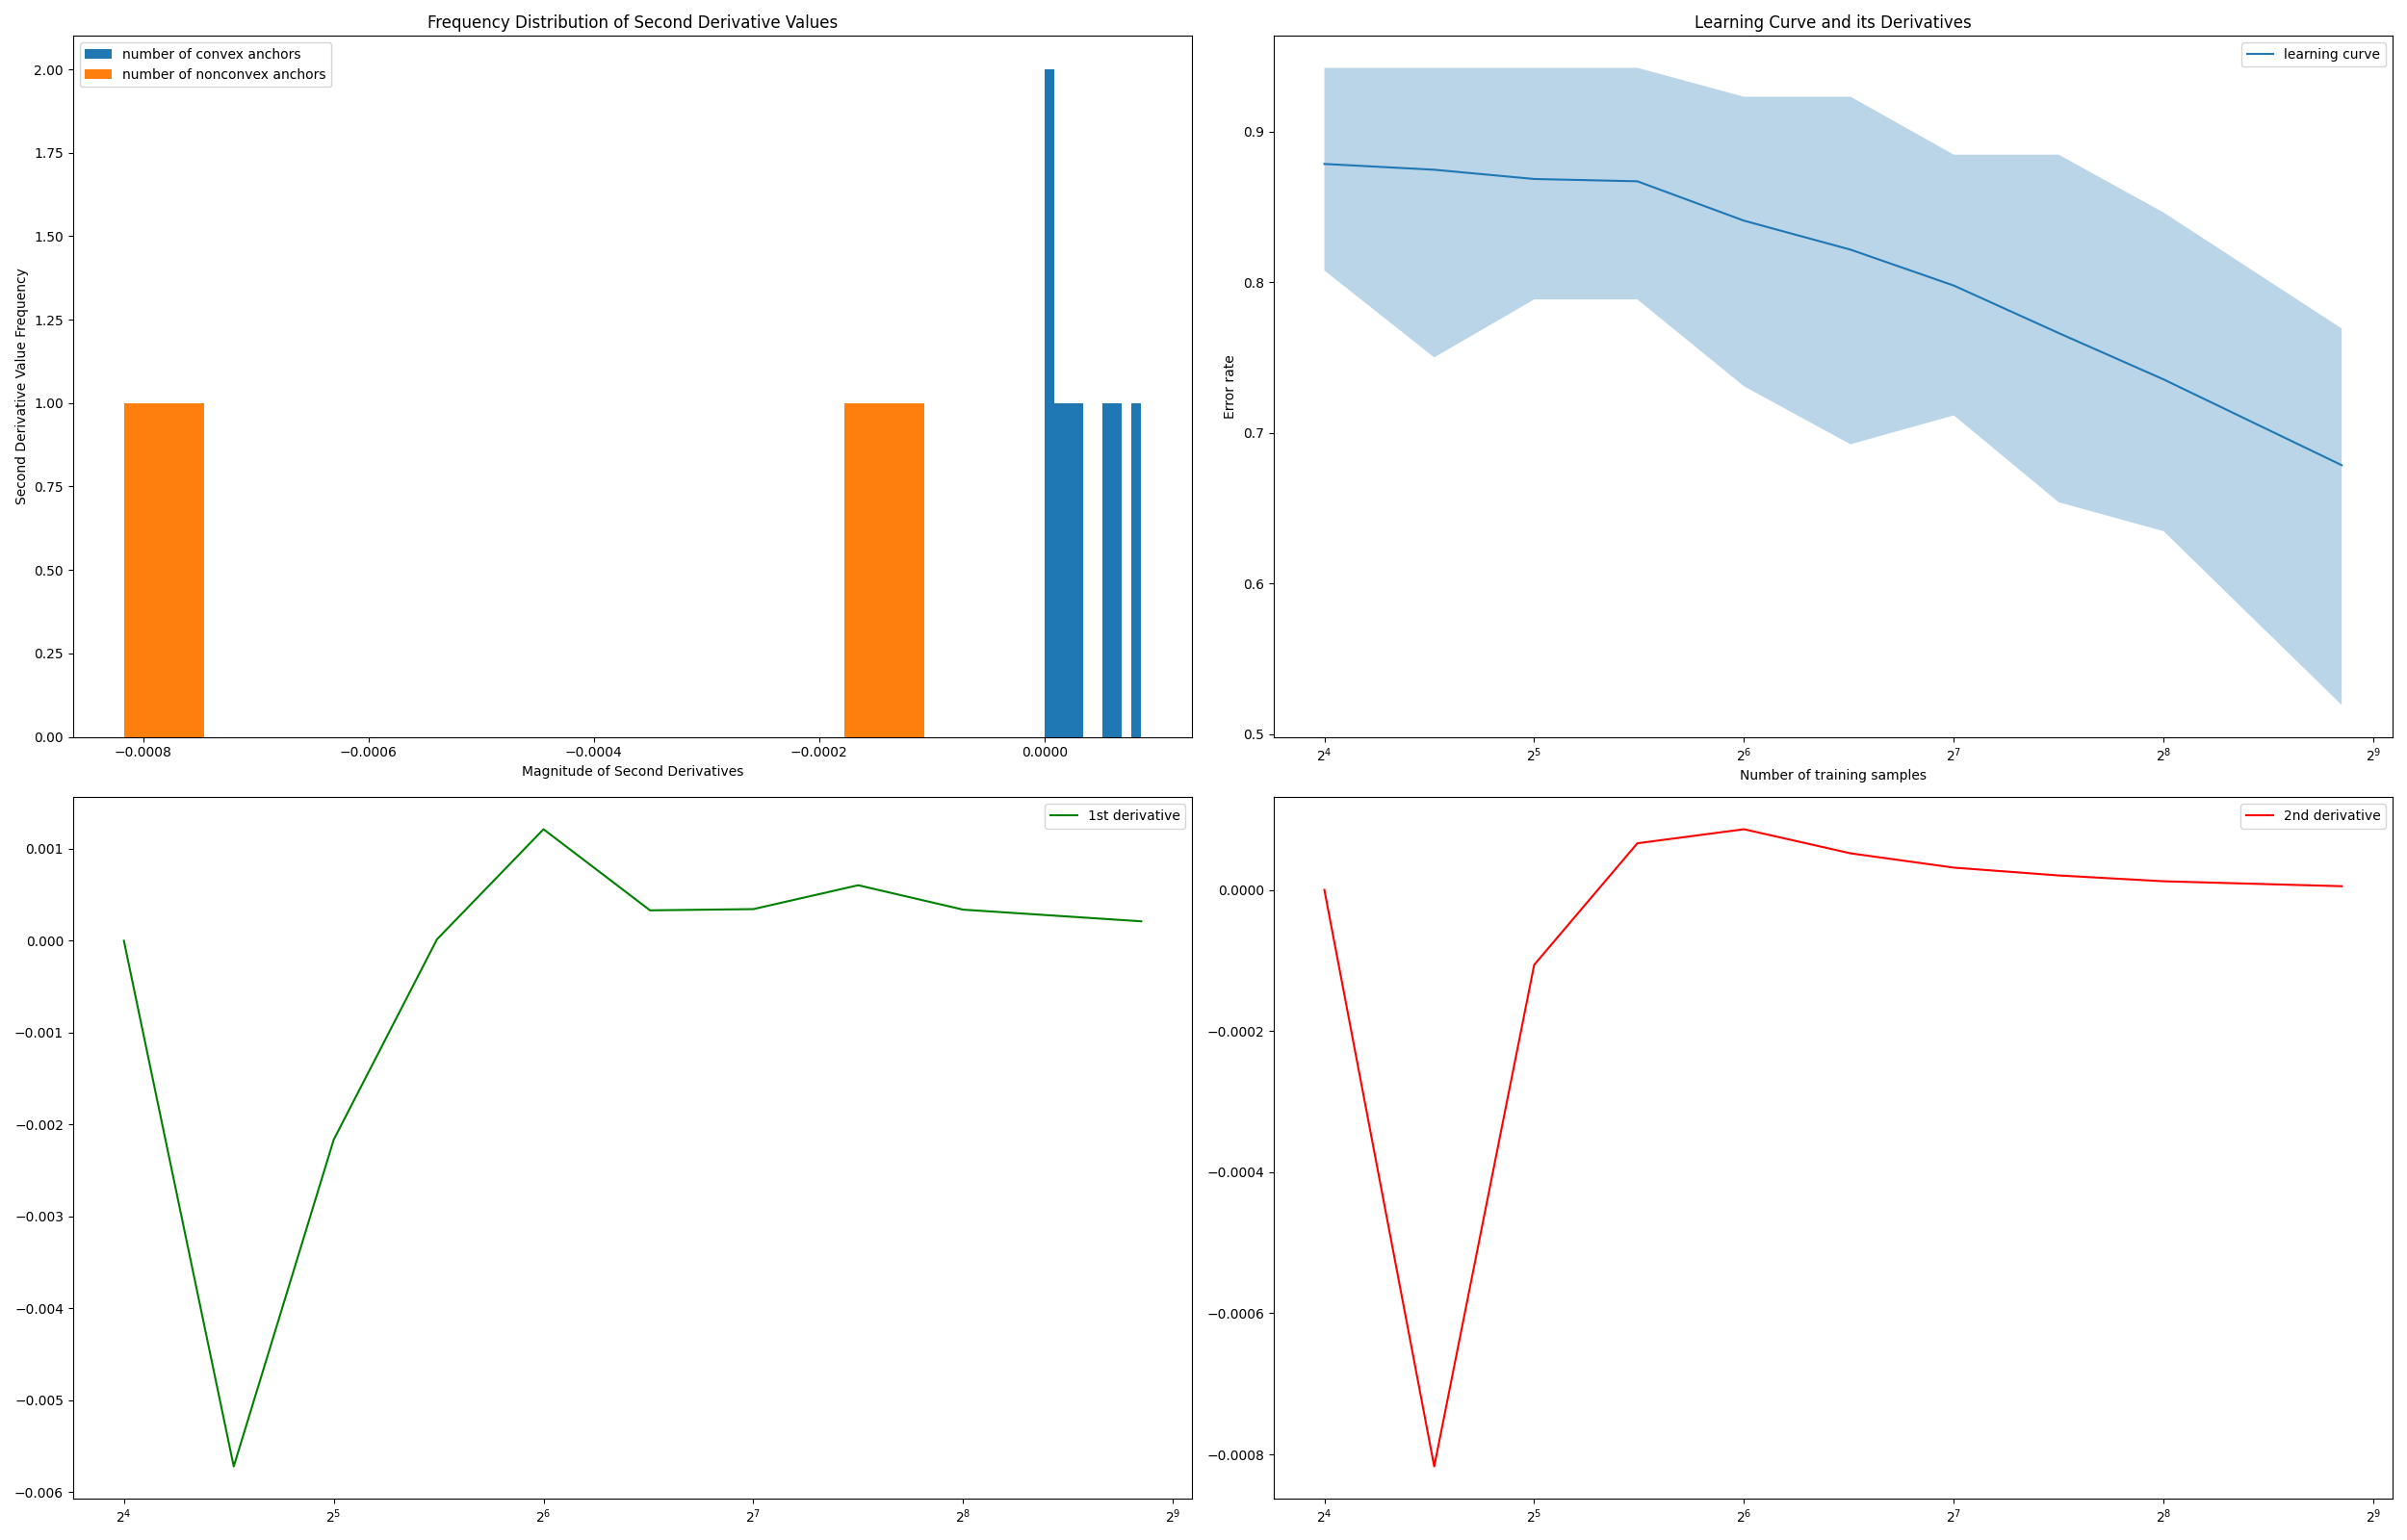 Frequency Distribution of Second Derivative Values
number of convex anchors
number of nonconvex anchors
2.00
1.75
1.50
1.25
1.00
0.75
0.50
0.25
0.00
Second Derivative Value Frequency
−0.0008 −0.0006 −0.0004 −0.0002 0.0000
Magnitude of Second Derivatives
Learning Curve and its Derivatives
learning curve
0.9
0.8
0.7
0.6
0.5
Error rate
2⁴ 2⁵ 2⁶ 2⁷ 2⁸ 2⁹
Number of training samples
1st derivative
0.001
0.000
−0.001
−0.002
−0.003
−0.004
−0.005
−0.006
2⁴ 2⁵ 2⁶ 2⁷ 2⁸ 2⁹
2nd derivative
0.0000
−0.0002
−0.0004
−0.0006
−0.0008
2⁴ 2⁵ 2⁶ 2⁷ 2⁸ 2⁹